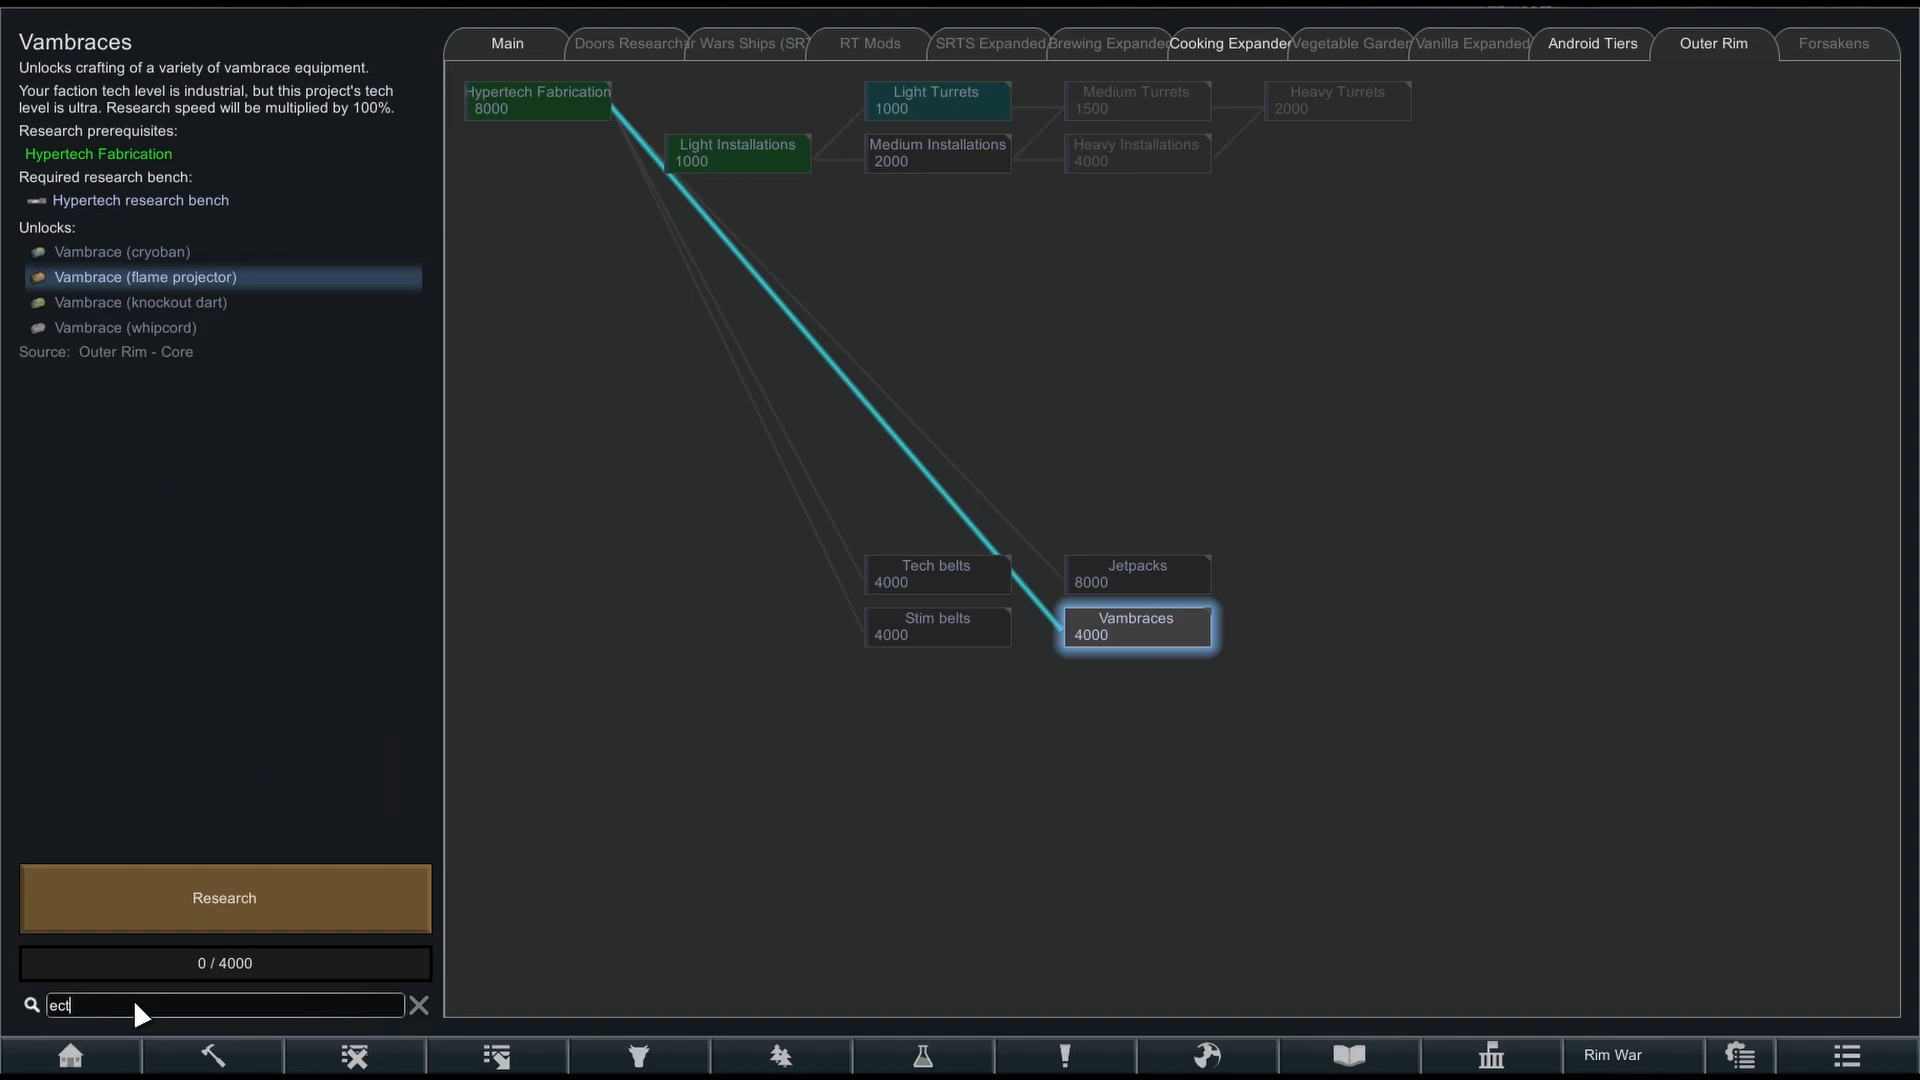 Vambraces
Unlocks crafting of a variety of vambrace equipment.
Your faction tech level is industrial, but this project's tech
level is ultra. Research speed will be multiplied by 100%.
Research prerequisites:
Hypertech Fabrication
Required research bench:
Hypertech research bench
Unlocks:
Vambrace (cryoban)
Vambrace (flame projector)
Vambrace (knockout dart)
Vambrace (whipcord)
Source: Outer Rim - Core
Research
0 / 4000
ect
Main
Doors Research
ar Wars Ships (SRT
RT Mods
SRTS Expanded
Brewing Expanded
Cooking Expanded
Vegetable Garden
Vanilla Expanded
Android Tiers
Outer Rim
Forsakens
Hypertech Fabrication
8000
Light Installations
1000
Light Turrets
1000
Medium Installations
2000
Medium Turrets
1500
Heavy Installations
4000
Heavy Turrets
2000
Tech belts
4000
Stim belts
4000
Jetpacks
8000
Vambraces
4000
Rim War